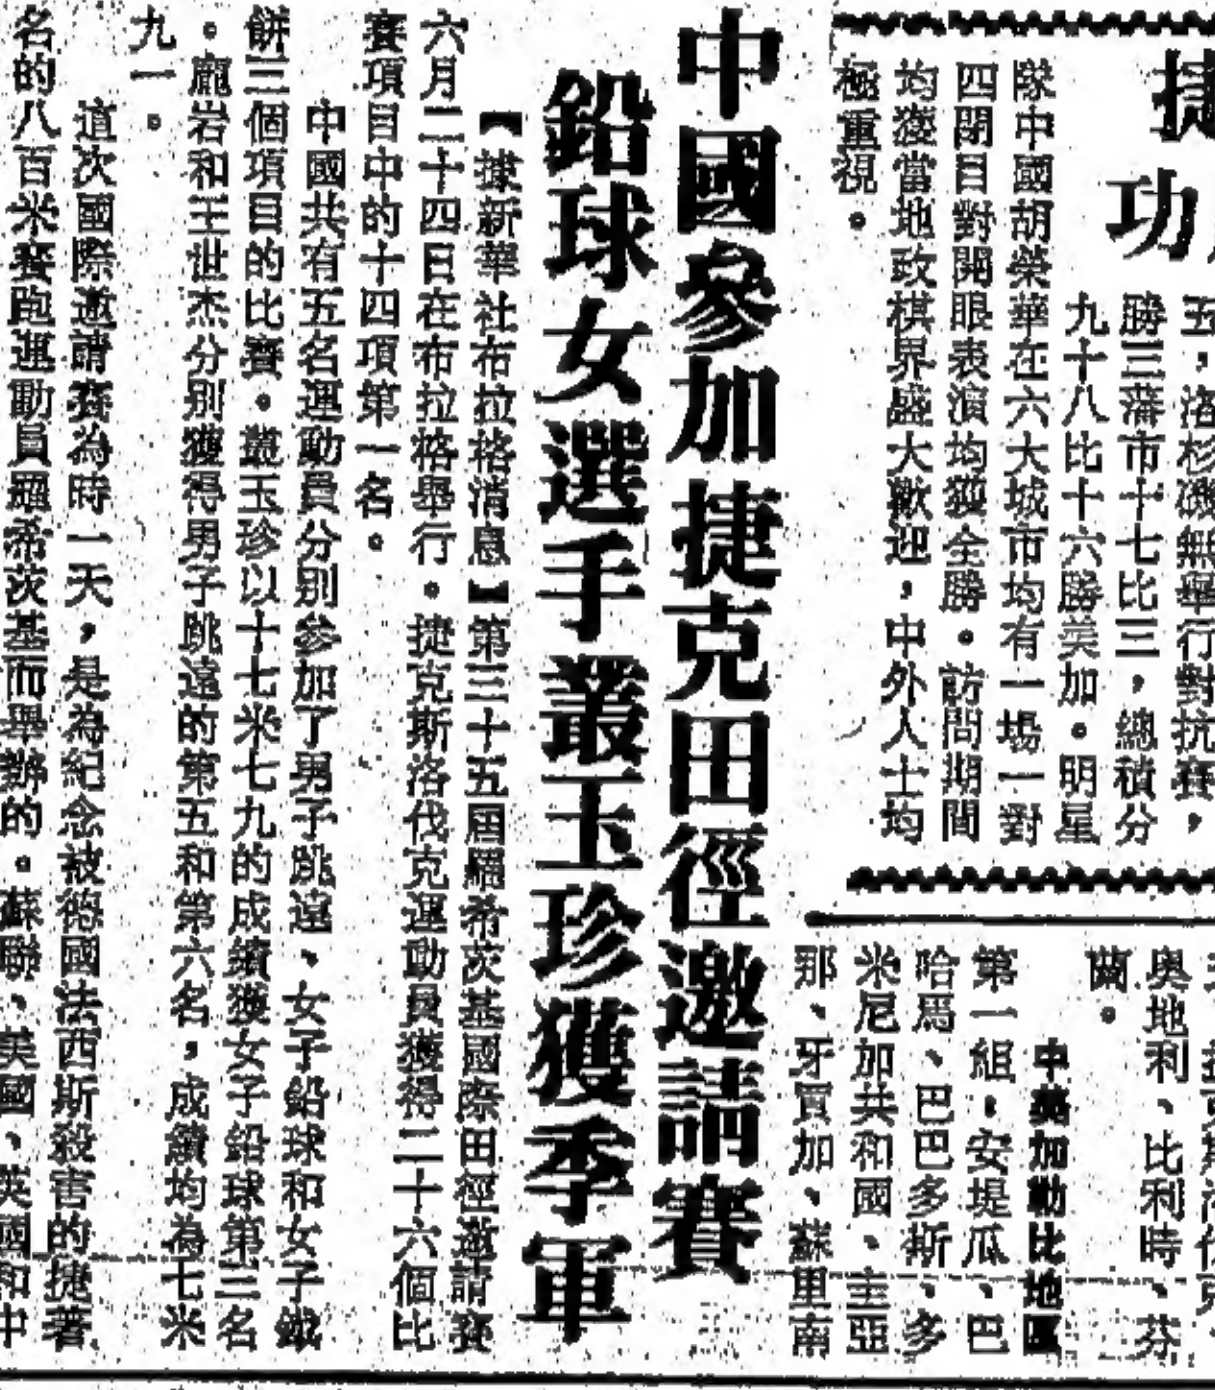 捷
功
五，洛杉磯無舉行對抗賽，
勝三藩市十七比三，總積分
九十八比十六勝美加。明星
隊中國胡榮華在六大城市均有一場一對
四閉目對開眼表演均獲全勝。訪問期間
均獲當地政棋界盛大歡迎，中外人士均
極重視。
奧地利、比利時、芬
蘭。
中美加勒比地區
第一組：安堤瓜、巴
哈馬、巴巴多斯、多
米尼加共和國、圭亞
那、牙買加、蘇里南
中國參加捷克田徑邀請賽
鉛球女選手叢玉珍獲季軍
【據新華社布拉格消息】第三十五屆羅希茨基國際田徑邀請賽
六月二十四日在布拉格舉行。捷克斯洛伐克運動員獲得二十六個比
賽項目中的十四項第一名。
中國共有五名運動員分別參加了男子跳遠、女子鉛球和女子鐵
餅三個項目的比賽。叢玉珍以十七米七九的成績獲女子鉛球第三名
。龐岩和王世杰分別獲得男子跳遠的第五和第六名，成績均為七米
九一。
這次國際邀請賽為時一天，是為紀念被德國法西斯殺害的捷著
名的八百米賽跑運動員羅希茨基而舉辦的。蘇聯、美國、英國和中